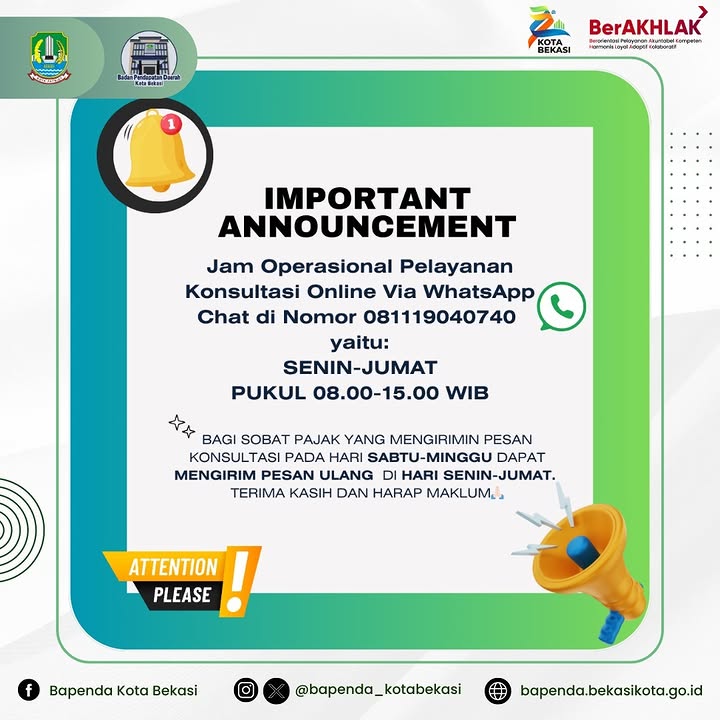 Badan Pendapatan Daerah
Kota Bekasi
KOTA
BEKASI
BerAKHLAK
Berorientasi Pelayanan Akuntabel Kompeten
Harmonis Loyal Adaptif Kolaboratif
1
IMPORTANT
ANNOUNCEMENT
Jam Operasional Pelayanan
Konsultasi Online Via WhatsApp
Chat di Nomor 081119040740
yaitu:
SENIN-JUMAT
PUKUL 08.00-15.00 WIB
BAGI SOBAT PAJAK YANG MENGIRIMIN PESAN
KONSULTASI PADA HARI SABTU-MINGGU DAPAT
MENGIRIM PESAN ULANG DI HARI SENIN-JUMAT.
TERIMA KASIH DAN HARAP MAKLUM🙏🏻
ATTENTION
PLEASE
!
Bapenda Kota Bekasi
@bapenda_kotabekasi
bapenda.bekasikota.go.id